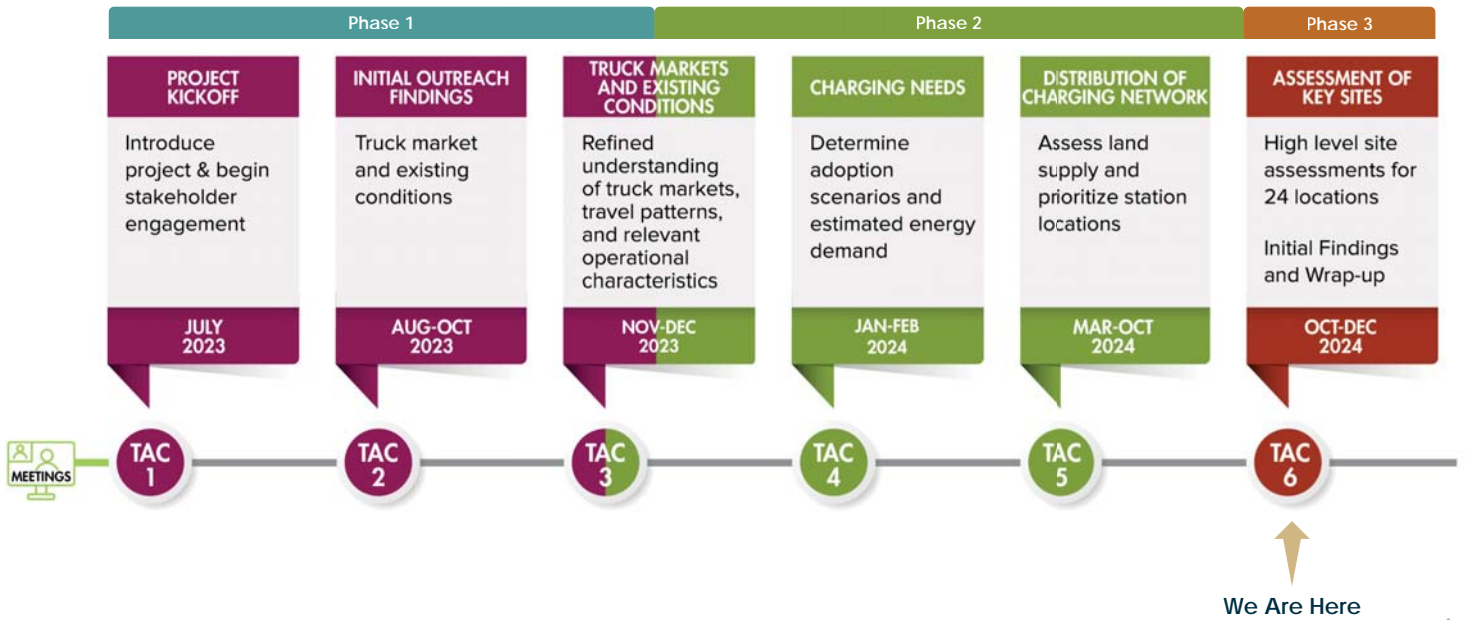 Phase 1
Phase 2
Phase 3
PROJECT
KICKOFF
Introduce
project & begin
stakeholder
engagement
JULY
2023
INITIAL OUTREACH
FINDINGS
Truck market
and existing
conditions
AUG-OCT
2023
TRUCK MARKETS
AND EXISTING
CONDITIONS
Refined
understanding
of truck markets,
travel patterns,
and relevant
operational
characteristics
NOV-DEC
2023
CHARGING NEEDS
Determine
adoption
scenarios and
estimated energy
demand
JAN-FEB
2024
DISTRIBUTION OF
CHARGING NETWORK
Assess land
supply and
prioritize station
locations
MAR-OCT
2024
ASSESSMENT OF
KEY SITES
High level site
assessments for
24 locations
Initial Findings
and Wrap-up
OCT-DEC
2024
MEETINGS
TAC
1
TAC
2
TAC
3
TAC
4
TAC
5
TAC
6
We Are Here